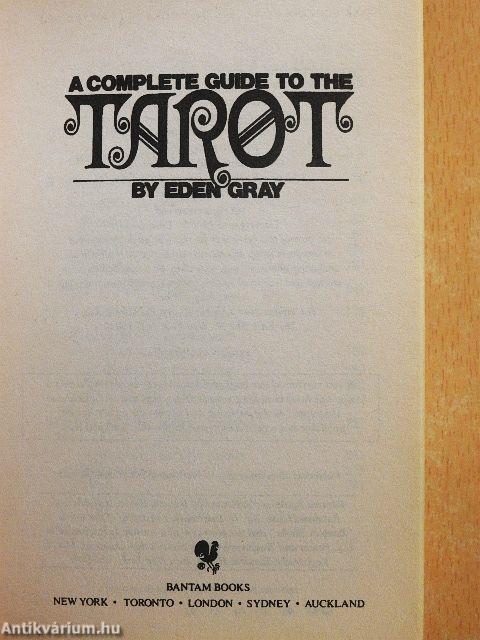 A COMPLETE GUIDE TO THE
TAROT
BY EDEN GRAY
BANTAM BOOKS
NEW YORK • TORONTO • LONDON • SYDNEY • AUCKLAND
Antikvárium.hu